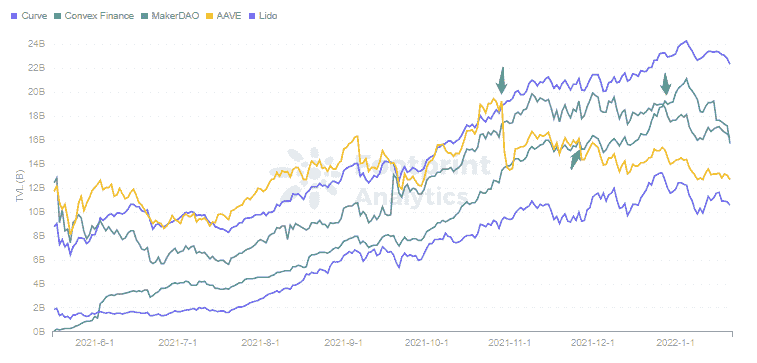 Curve Convex Finance MakerDAO AAVE Lido
TVL (B)
24B
22B
20B
18B
16B
14B
12B
10B
8B
6B
4B
2B
0B
2021-6-1 2021-7-1 2021-8-1 2021-9-1 2021-10-1 2021-11-1 2021-12-1 2022-1-1
Footprint
Analytics